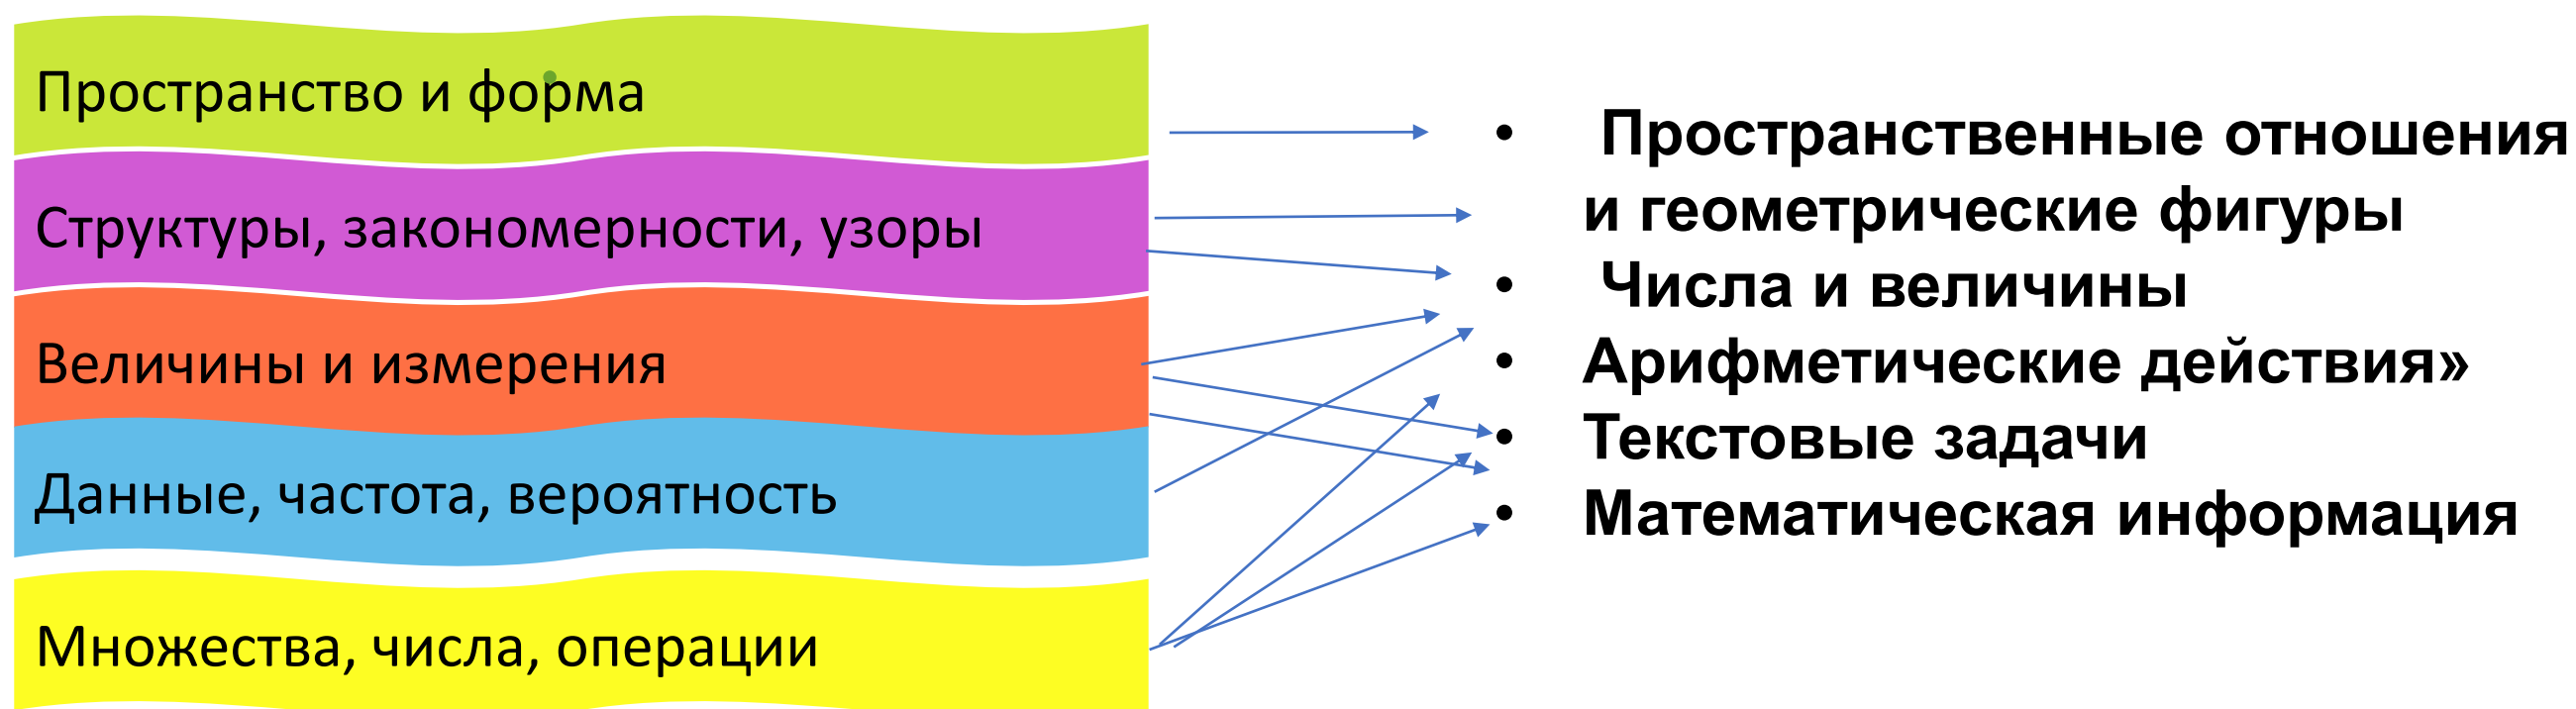 Пространство и форма
Структуры, закономерности, узоры
Величины и измерения
Данные, частота, вероятность
Множества, числа, операции
• Пространственные отношения
и геометрические фигуры
• Числа и величины
• Арифметические действия»
• Текстовые задачи
• Математическая информация